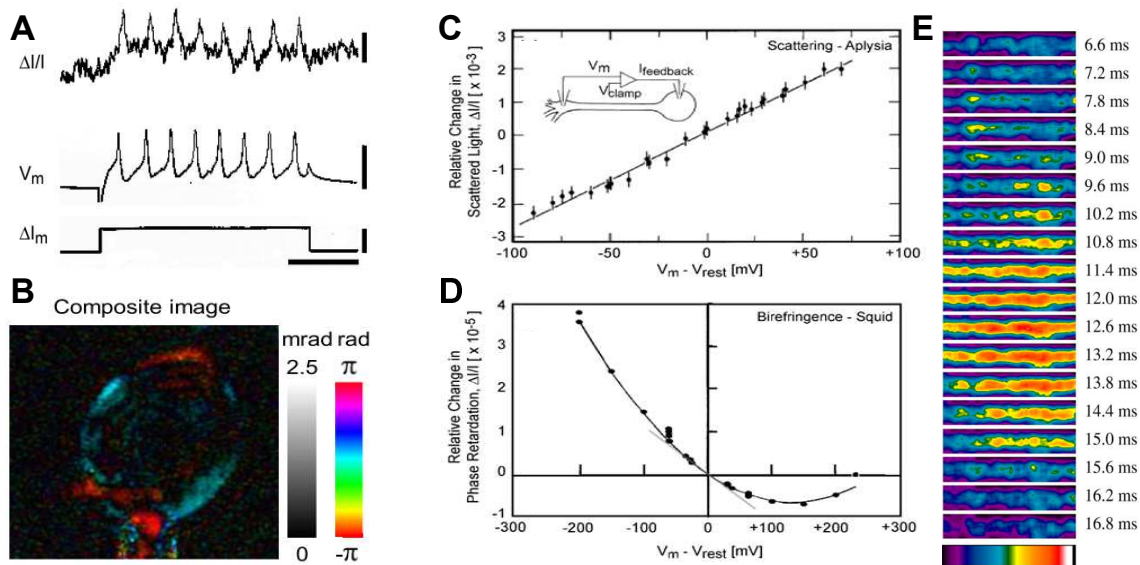 A
ΔI/I
Vm
ΔIm
B
Composite image
mrad rad
2.5 π
0 -π
C
Relative Change in
Scattered Light, ΔI/I [ x 10-3 ]
3
2
1
0
-1
-2
-3
Scattering - Aplysia
Vm
Ifeedback
Vclamp
-100 -50 0 +50 +100
Vm - Vrest [mV]
D
Relative Change in
Phase Retardation, ΔI/I [ x 10-5 ]
4
3
2
1
0
-1
Birefringence - Squid
-300 -200 -100 0 +100 +200 +300
Vm - Vrest [mV]
E
6.6 ms
7.2 ms
7.8 ms
8.4 ms
9.0 ms
9.6 ms
10.2 ms
10.8 ms
11.4 ms
12.0 ms
12.6 ms
13.2 ms
13.8 ms
14.4 ms
15.0 ms
15.6 ms
16.2 ms
16.8 ms